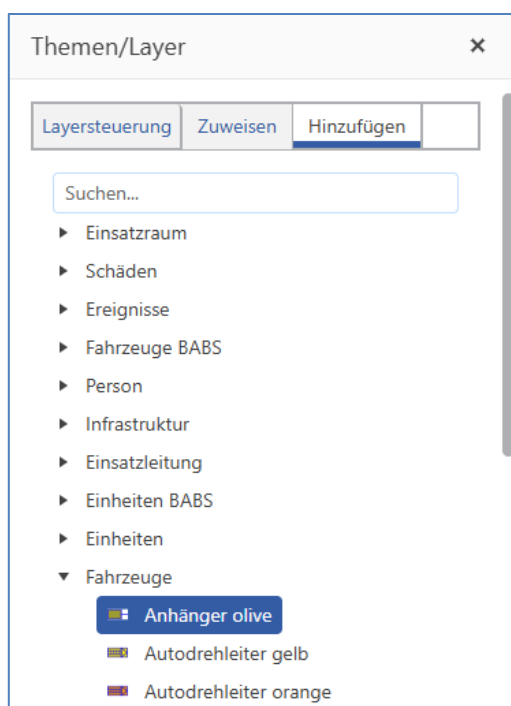 Themen/Layer
Layersteuerung Zuweisen Hinzufügen
Suchen...
Einsatzraum
Schäden
Ereignisse
Fahrzeuge BABS
Person
Infrastruktur
Einsatzleitung
Einheiten BABS
Einheiten
Fahrzeuge
Anhänger olive
Autodrehleiter gelb
Autodrehleiter orange